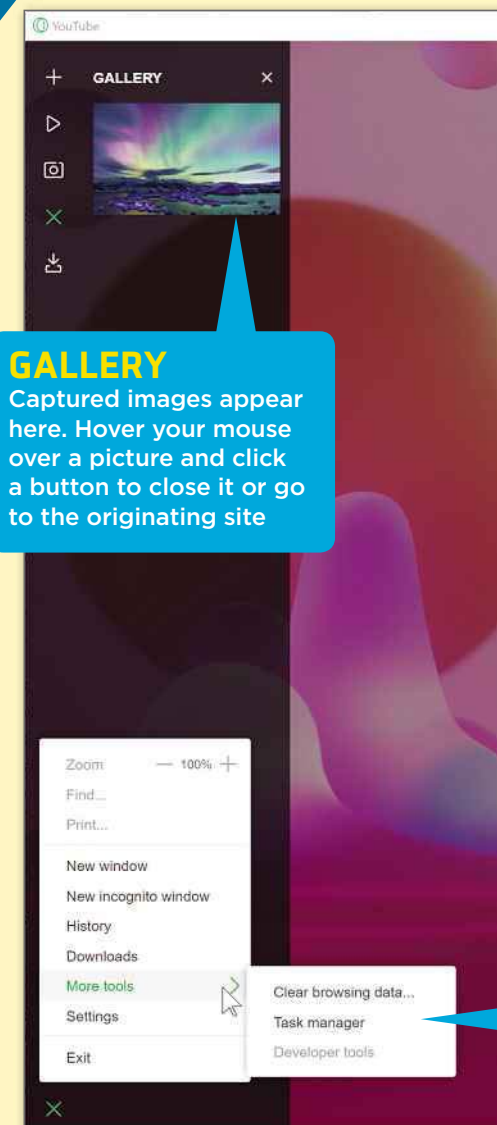 YouTube
GALLERY
GALLERY
Captured images appear
here. Hover your mouse
over a picture and click
a button to close it or go
to the originating site
Zoom — 100% +
Find...
Print...
New window
New incognito window
History
Downloads
More tools
Settings
Exit
Clear browsing data...
Task manager
Developer tools